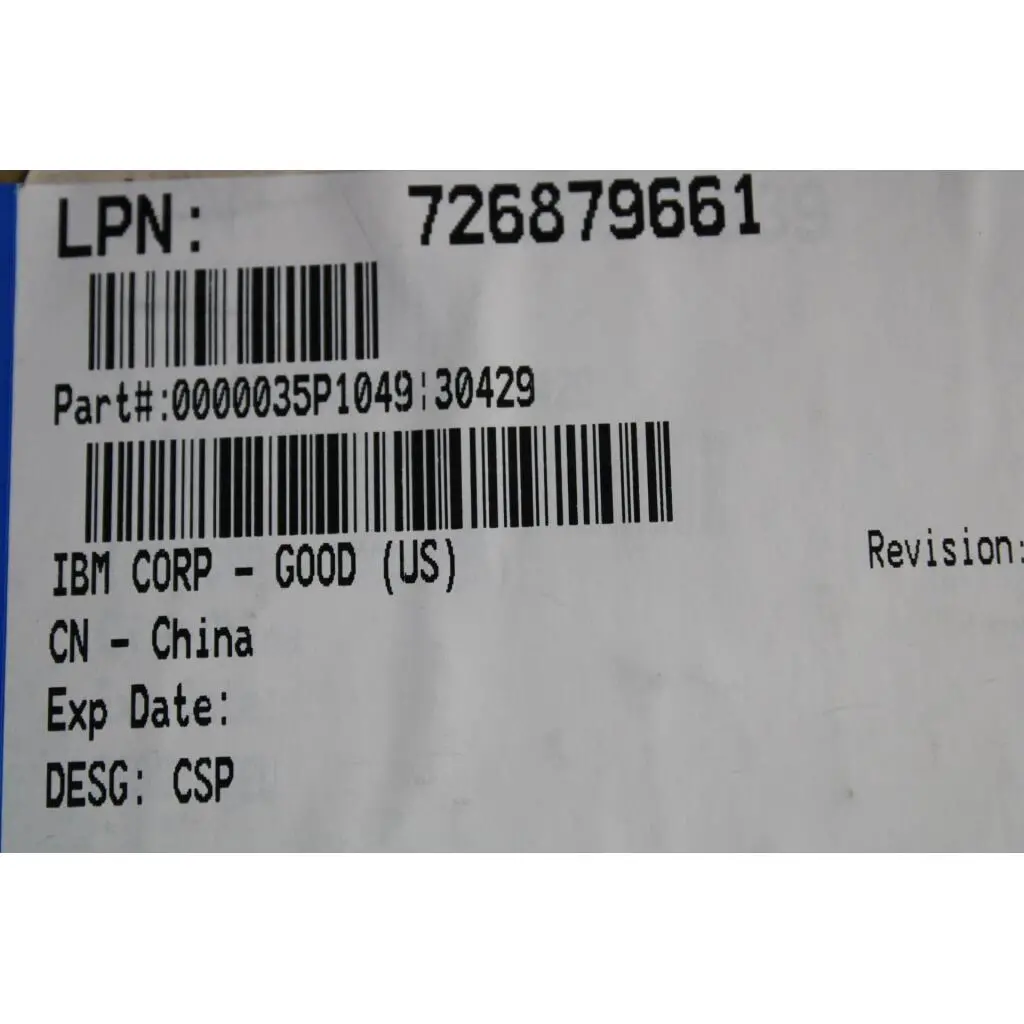 LPN: 726879661
Part#:0000035P1049¦30429
IBM CORP - GOOD (US)
Revision:
CN - China
Exp Date:
DESG: CSP